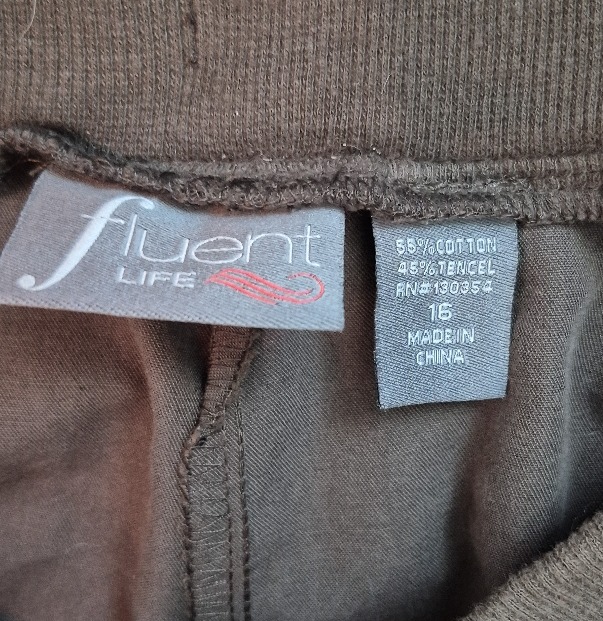 fluent
LIFE
55%COTTON
45%TENCEL
RN#130354
16
MADE IN
CHINA